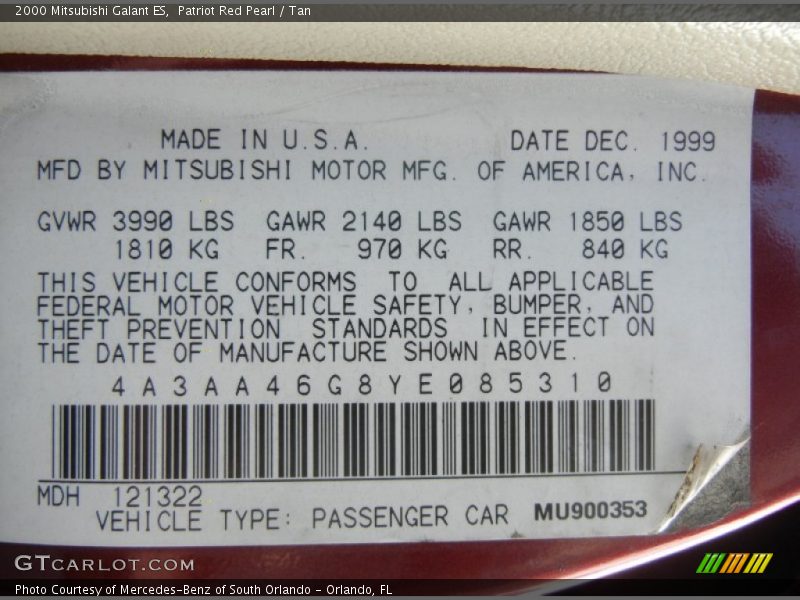 2000 Mitsubishi Galant ES, Patriot Red Pearl / Tan
MADE IN U.S.A. DATE DEC. 1999
MFD BY MITSUBISHI MOTOR MFG. OF AMERICA, INC.
GVWR 3990 LBS GAWR 2140 LBS GAWR 1850 LBS
1810 KG FR. 970 KG RR. 840 KG
THIS VEHICLE CONFORMS TO ALL APPLICABLE
FEDERAL MOTOR VEHICLE SAFETY, BUMPER, AND
THEFT PREVENTION STANDARDS IN EFFECT ON
THE DATE OF MANUFACTURE SHOWN ABOVE.
4A3AA46G8YE085310
MDH 121322
VEHICLE TYPE: PASSENGER CAR MU900353
GTCARLOT.COM
Photo Courtesy of Mercedes-Benz of South Orlando - Orlando, FL